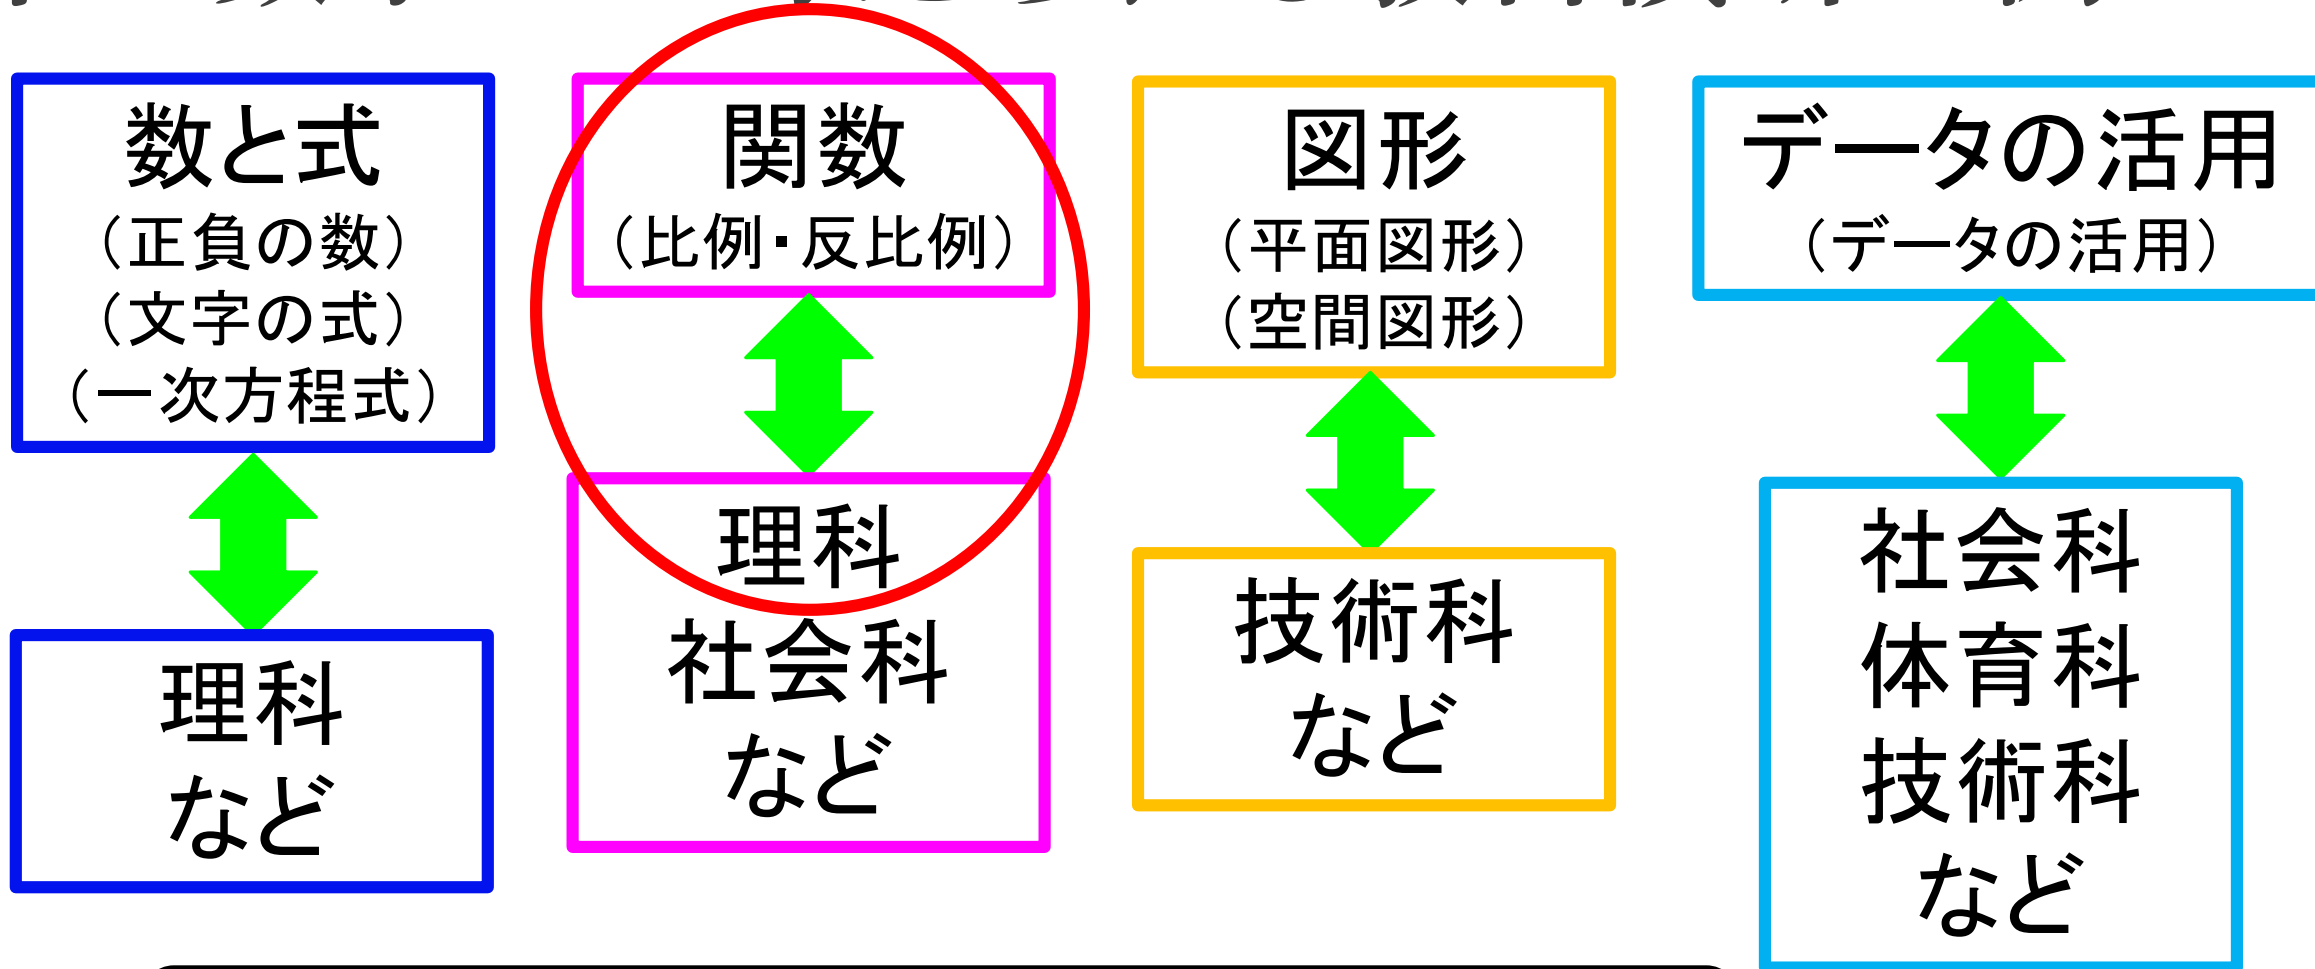 数と式
（正負の数）
（文字の式）
（一次方程式）
理科
など
関数
（比例・反比例）
理科
社会科
など
図形
（平面図形）
（空間図形）
技術科
など
データの活用
（データの活用）
社会科
体育科
技術科
など